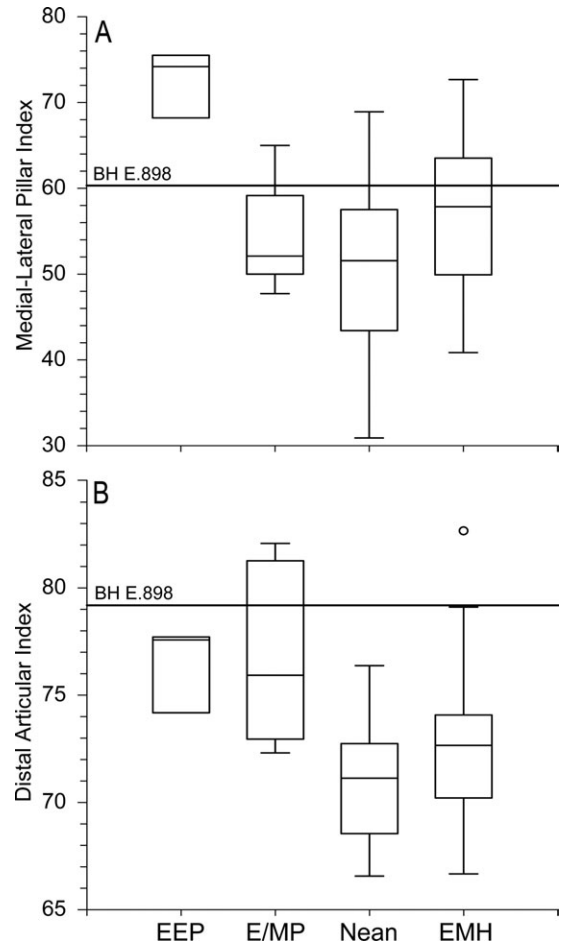 A
Medial-Lateral Pillar Index
80
70
60
50
40
30
BH E.898
B
Distal Articular Index
85
80
75
70
65
BH E.898
EEP E/MP Nean EMH